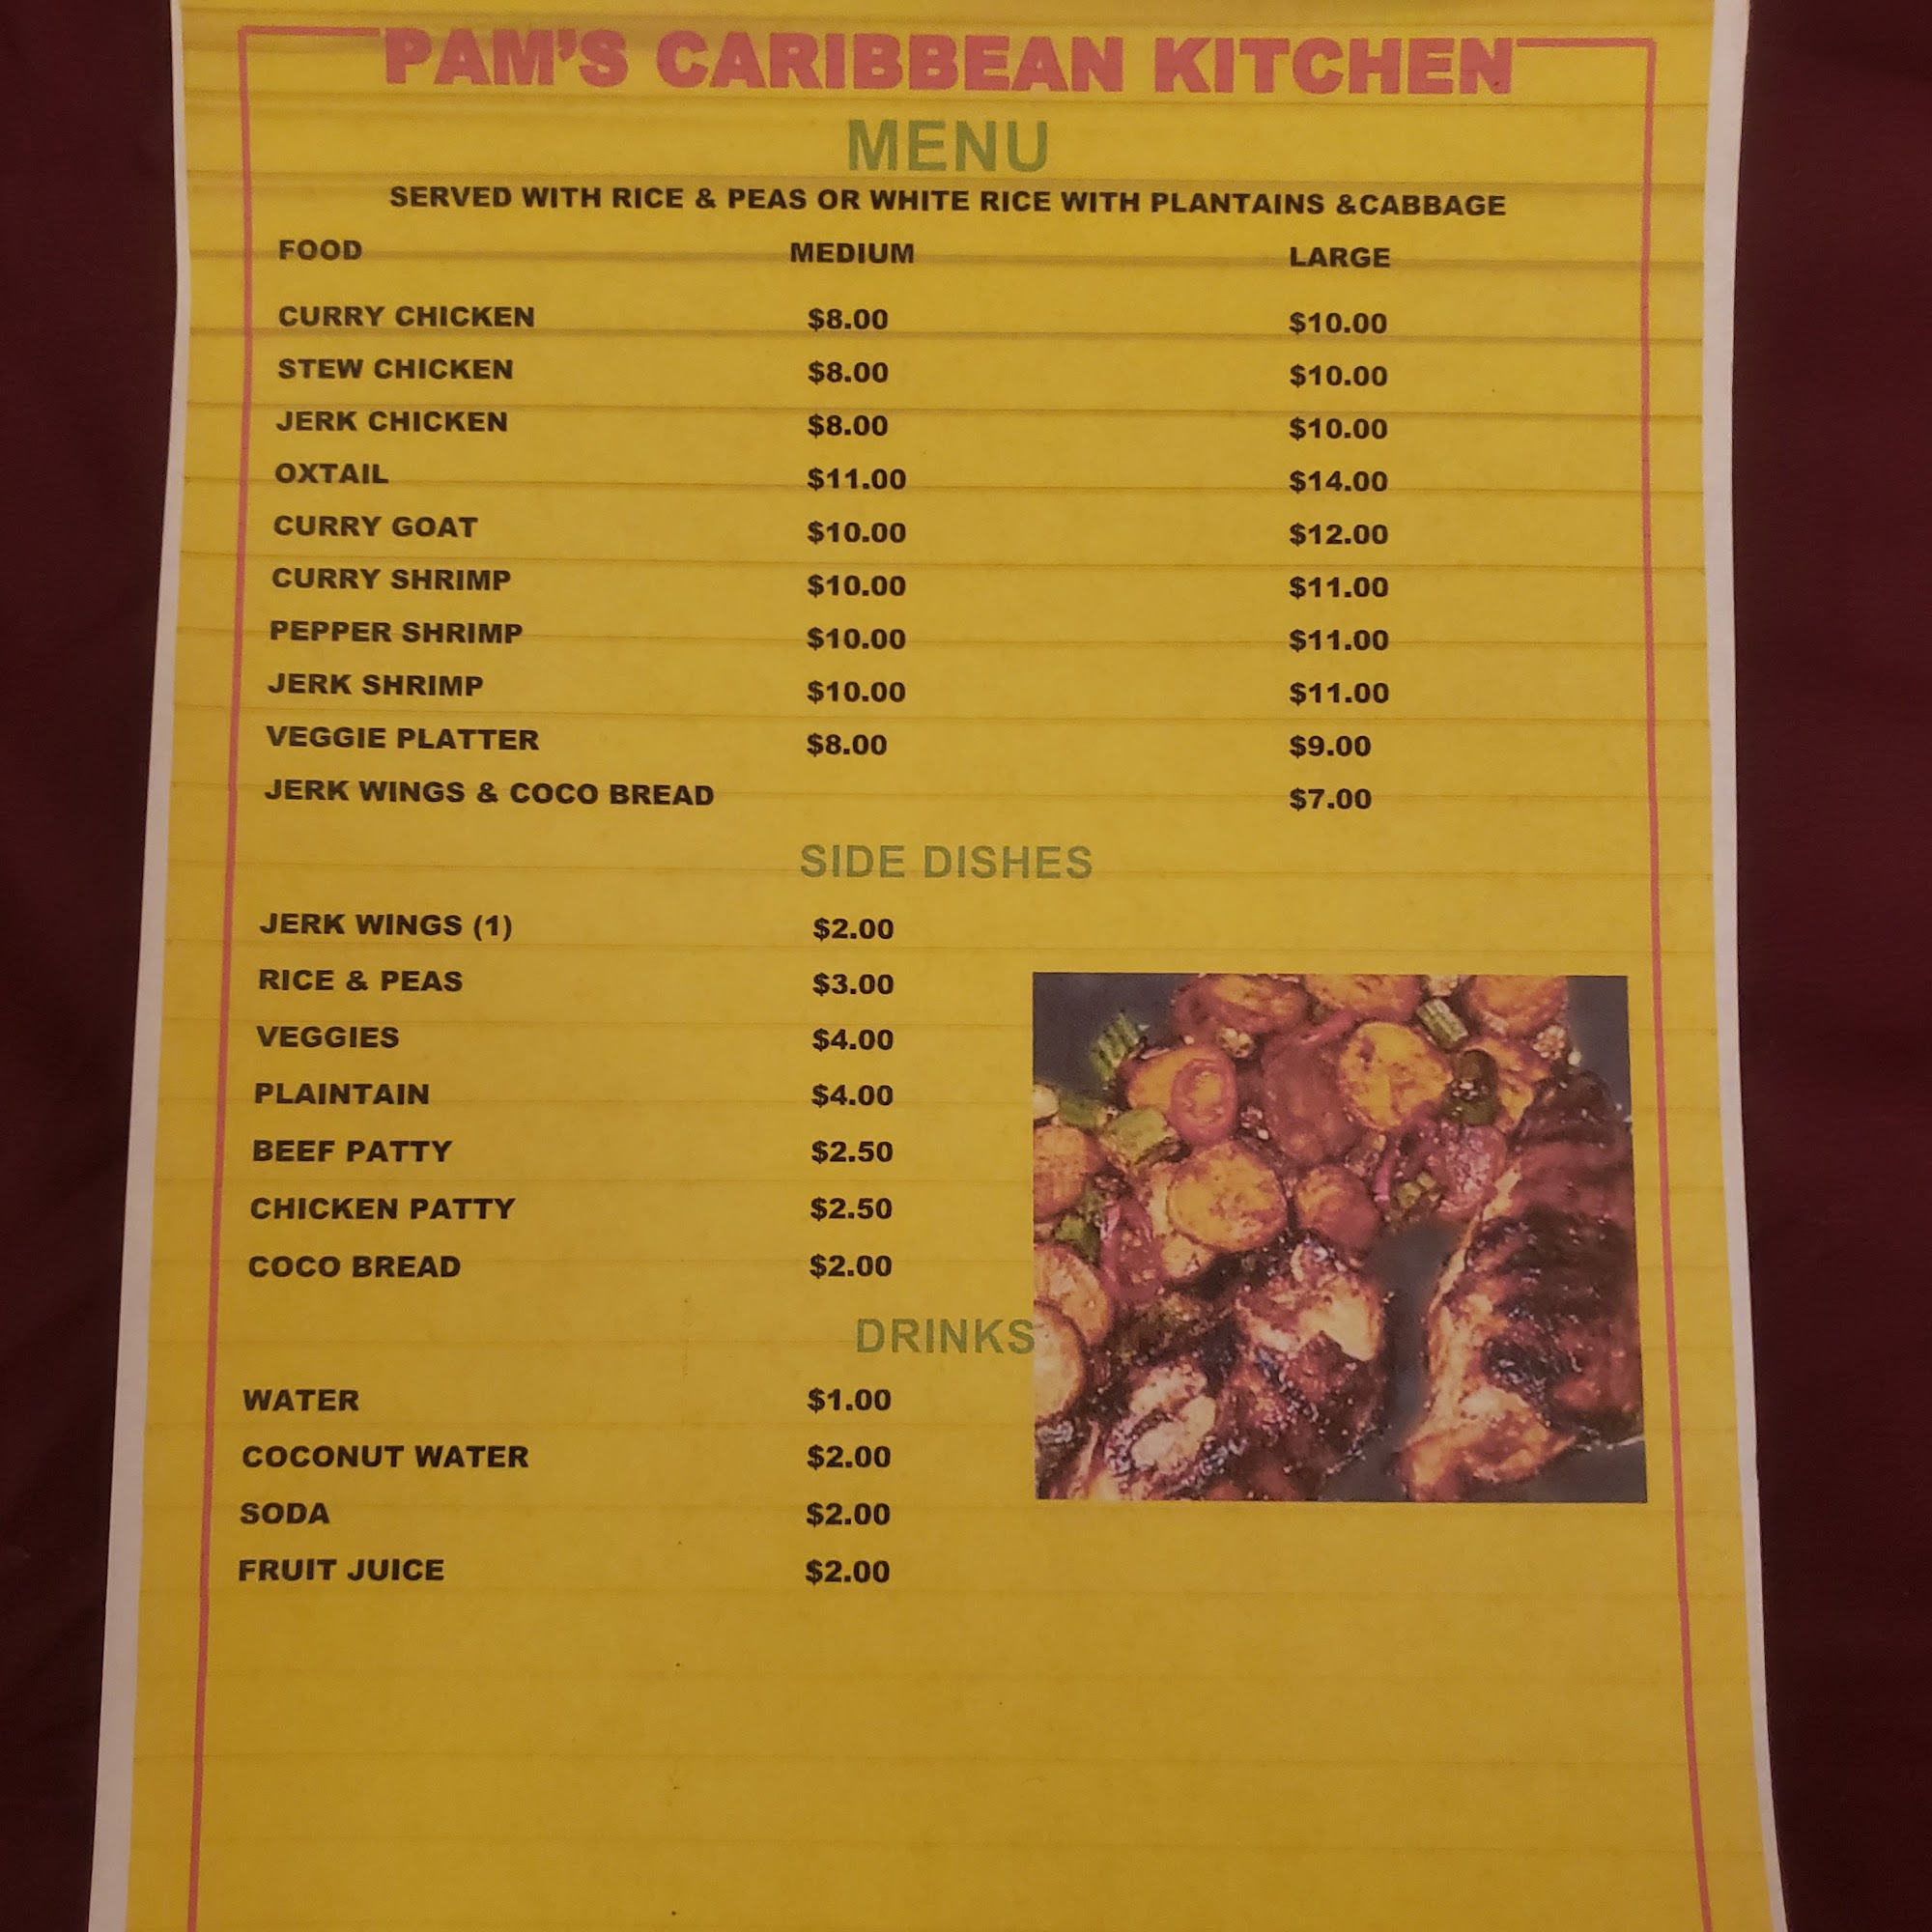 PAM'S CARIBBEAN KITCHEN
MENU
SERVED WITH RICE & PEAS OR WHITE RICE WITH PLANTAINS &CABBAGE
FOOD MEDIUM LARGE
CURRY CHICKEN $8.00 $10.00
STEW CHICKEN $8.00 $10.00
JERK CHICKEN $8.00 $10.00
OXTAIL $11.00 $14.00
CURRY GOAT $10.00 $12.00
CURRY SHRIMP $10.00 $11.00
PEPPER SHRIMP $10.00 $11.00
JERK SHRIMP $10.00 $11.00
VEGGIE PLATTER $8.00 $9.00
JERK WINGS & COCO BREAD $7.00
SIDE DISHES
JERK WINGS (1) $2.00
RICE & PEAS $3.00
VEGGIES $4.00
PLAINTAIN $4.00
BEEF PATTY $2.50
CHICKEN PATTY $2.50
COCO BREAD $2.00
DRINKS
WATER $1.00
COCONUT WATER $2.00
SODA $2.00
FRUIT JUICE $2.00